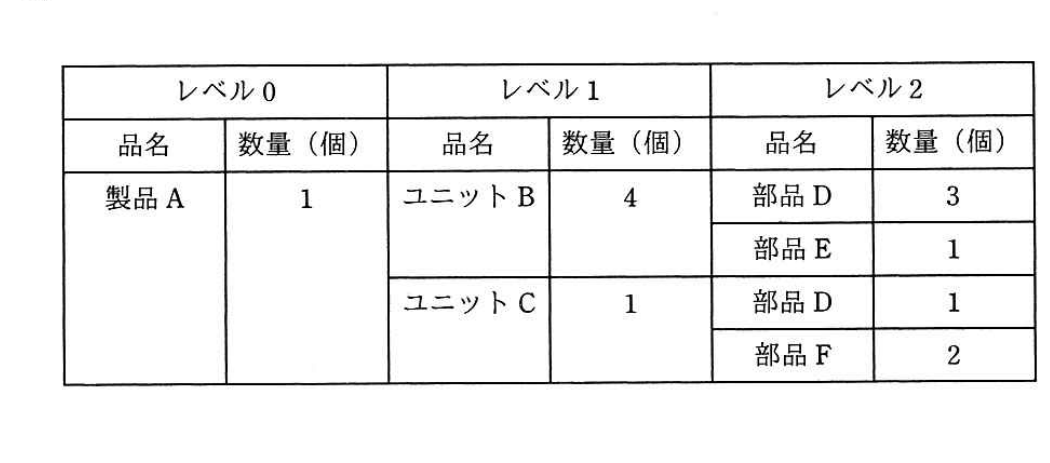 レベル0 レベル1 レベル2
品名 数量（個） 品名 数量（個） 品名 数量（個）
製品A 1 ユニットB 4 部品D 3
部品E 1
ユニットC 1 部品D 1
部品F 2